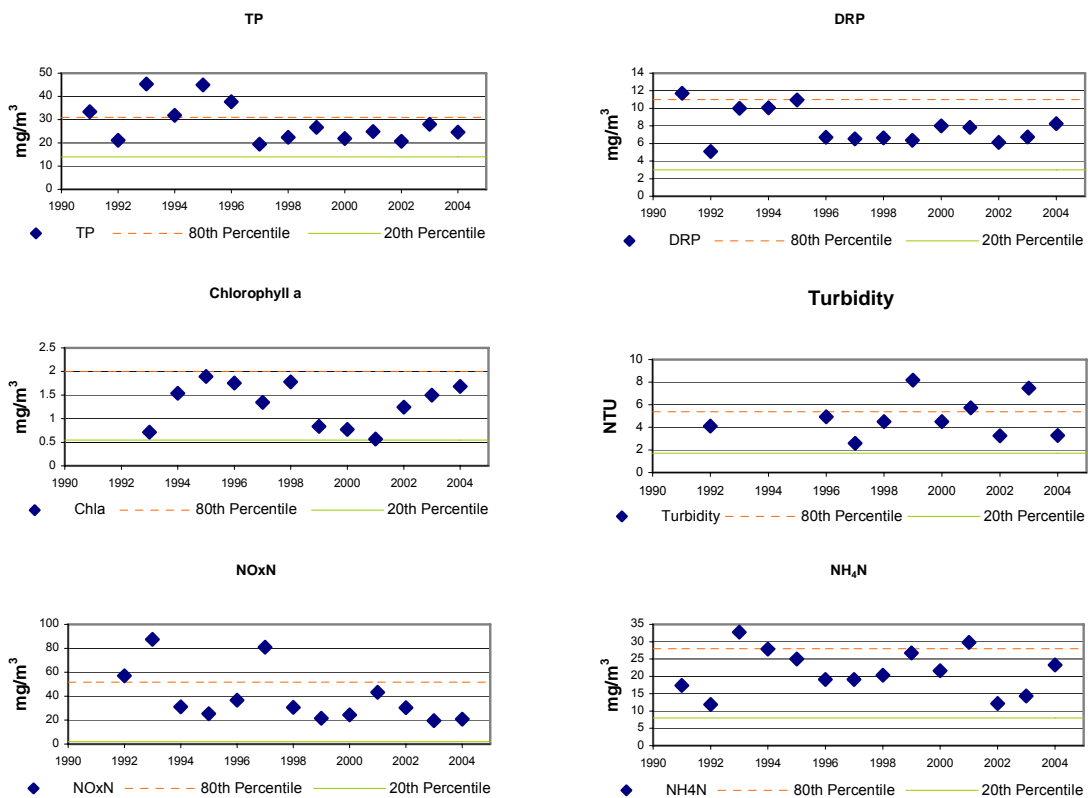 TP
50
40
30
20
10
0
mg/m³
1990 1992 1994 1996 1998 2000 2002 2004
TP 80th Percentile 20th Percentile
DRP
14
12
10
8
6
4
2
0
mg/m³
1990 1992 1994 1996 1998 2000 2002 2004
DRP 80th Percentile 20th Percentile
Chlorophyll a
2.5
2
1.5
1
0.5
0
mg/m³
1990 1992 1994 1996 1998 2000 2002 2004
Chla 80th Percentile 20th Percentile
Turbidity
10
8
6
4
2
0
NTU
1990 1992 1994 1996 1998 2000 2002 2004
Turbidity 80th Percentile 20th Percentile
NOxN
100
80
60
40
20
0
mg/m³
1990 1992 1994 1996 1998 2000 2002 2004
NOxN 80th Percentile 20th Percentile
NH₄N
35
30
25
20
15
10
5
0
mg/m³
1990 1992 1994 1996 1998 2000 2002 2004
NH4N 80th Percentile 20th Percentile